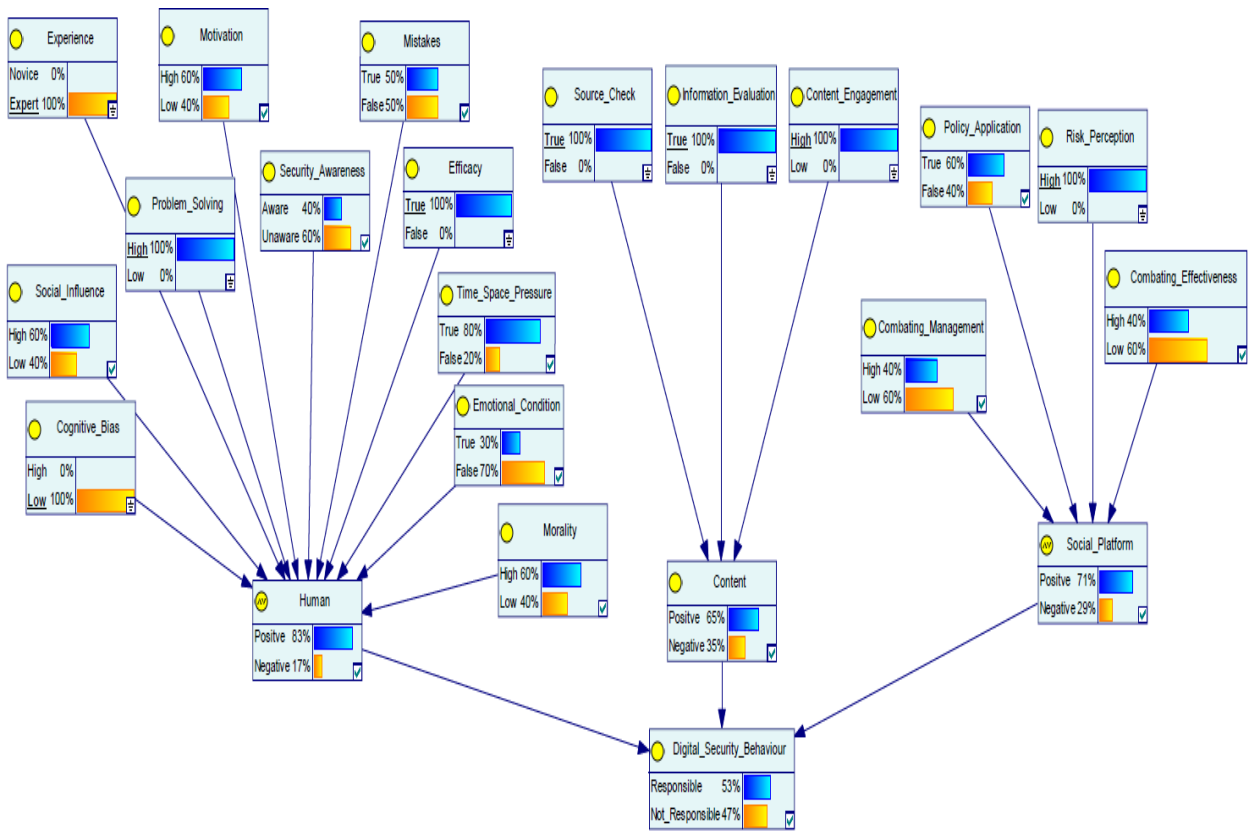 Experience
Novice 0%
Expert 100%
Motivation
High 60%
Low 40%
Mistakes
True 50%
False 50%
Source_Check
True 100%
False 0%
Information_Evaluation
True 100%
False 0%
Content_Engagement
High 100%
Low 0%
Policy_Application
True 60%
False 40%
Risk_Perception
High 100%
Low 0%
Problem_Solving
High 100%
Low 0%
Security_Awareness
Aware 40%
Unaware 60%
Efficacy
True 100%
False 0%
Social_Influence
High 60%
Low 40%
Time_Space_Pressure
True 80%
False 20%
Combating_Management
High 40%
Low 60%
Combating_Effectiveness
High 40%
Low 60%
Cognitive_Bias
High 0%
Low 100%
Emotional_Condition
True 30%
False 70%
Morality
High 60%
Low 40%
Human
Positve 83%
Negative 17%
Content
Positve 65%
Negative 35%
Social_Platform
Positve 71%
Negative 29%
Digital_Security_Behaviour
Responsible 53%
Not_Responsible 47%